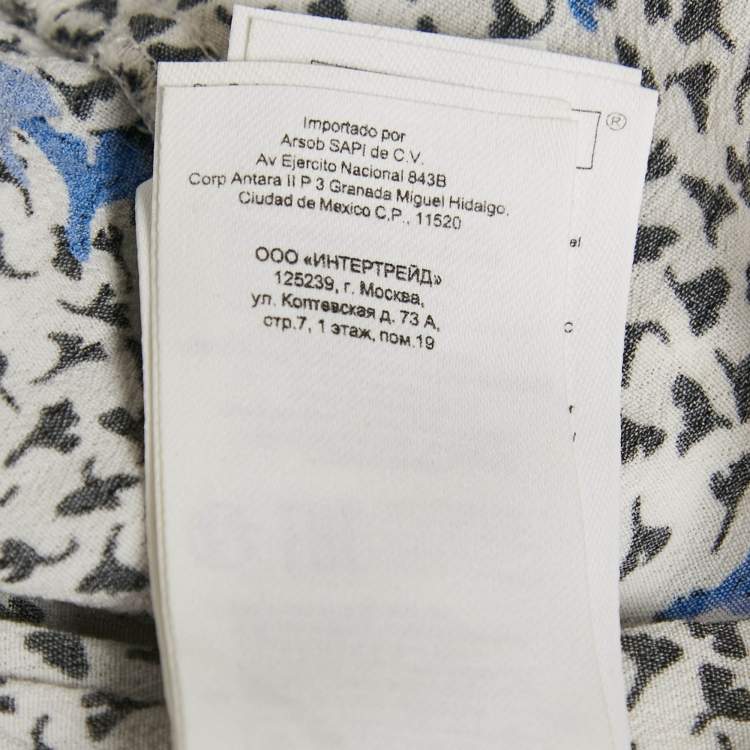 Importado por
Arsob SAPI de C.V.
Av Ejercito Nacional 843B
Corp Antara II P 3 Granada Miguel Hidalgo,
Ciudad de Mexico C.P., 11520
ООО «ИНТЕРТРЕЙД»
125239, г. Москва,
ул. Коптевская д. 73 А,
стр.7, 1 этаж, пом.19
®